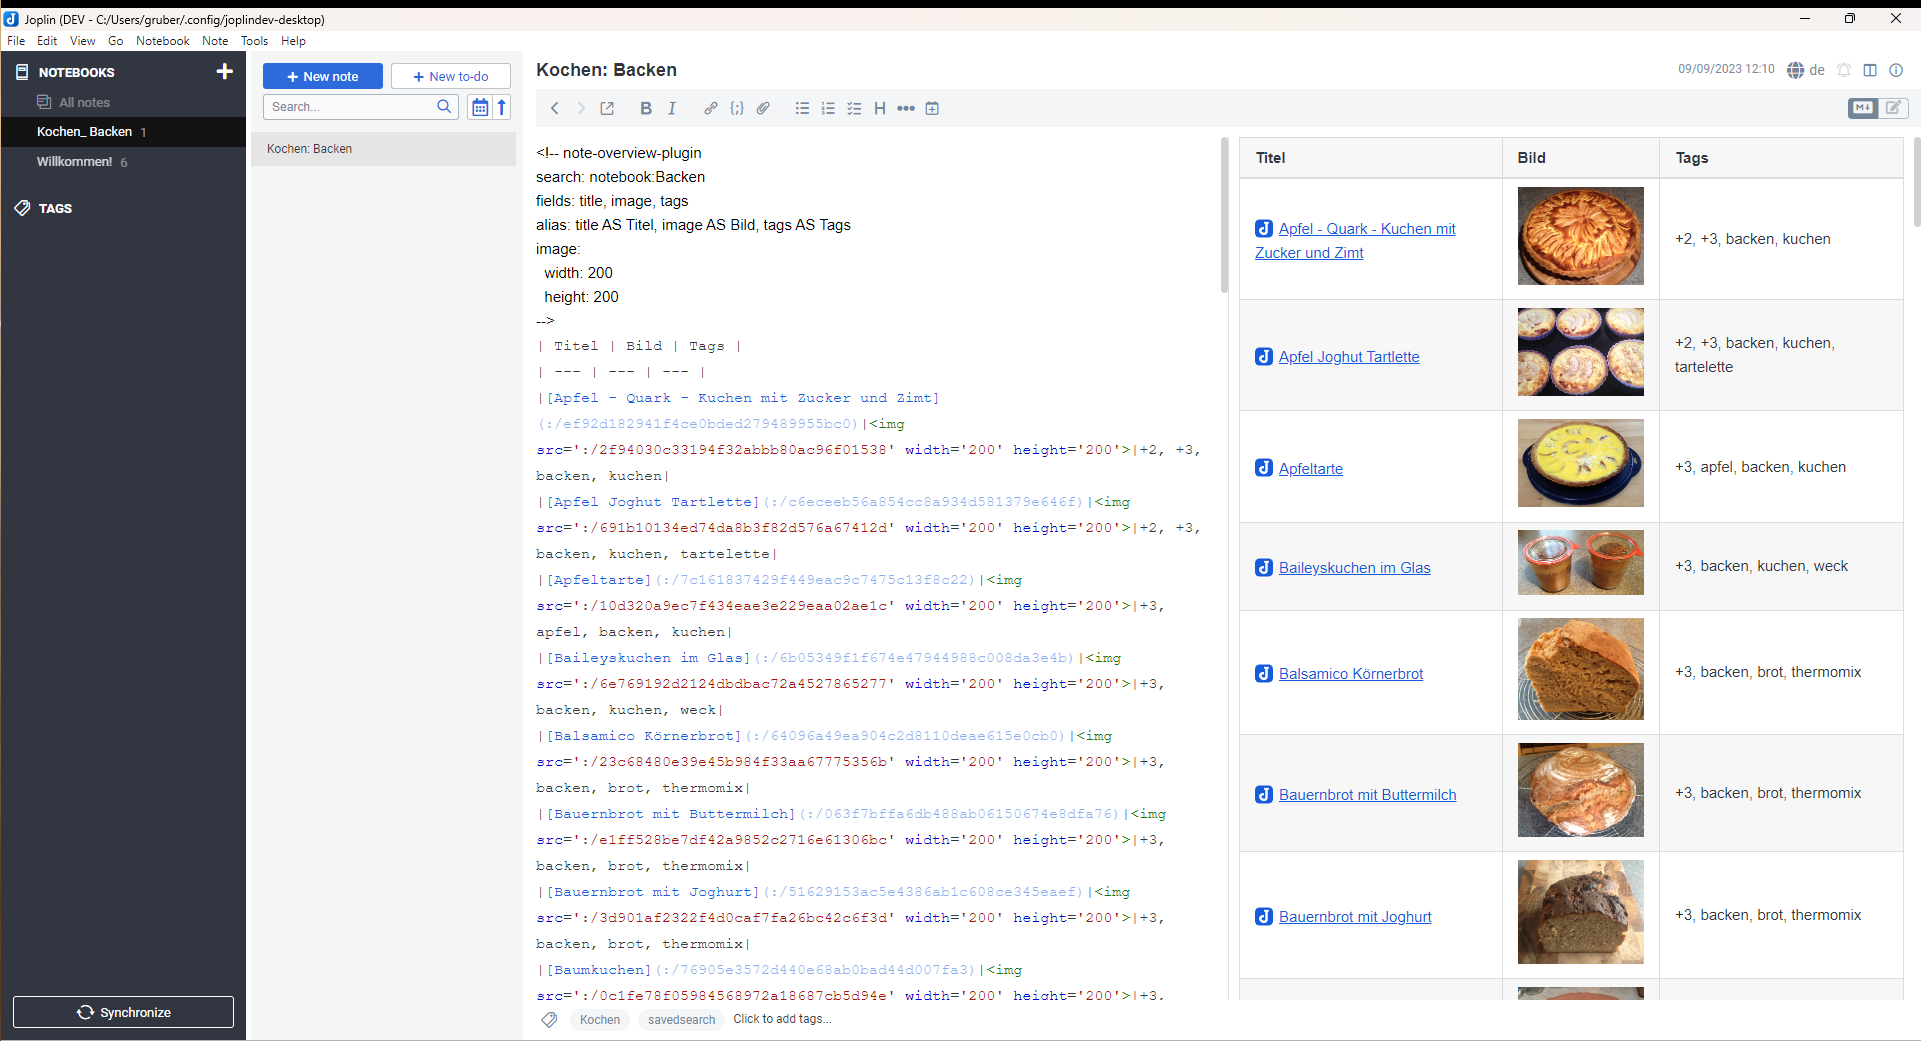 Joplin (DEV - C:/Users/gruber/.config/joplindev-desktop)
File Edit View Go Notebook Note Tools Help
NOTEBOOKS
All notes
Kochen_ Backen 1
Willkommen! 6
TAGS
Synchronize
New note
New to-do
Search...
Kochen: Backen
Kochen: Backen
09/09/2023 12:10
de
<!-- note-overview-plugin
search: notebook:Backen
fields: title, image, tags
alias: title AS Titel, image AS Bild, tags AS Tags
image:
width: 200
height: 200
-->
| Titel | Bild | Tags |
| --- | --- | --- |
|[Apfel - Quark - Kuchen mit Zucker und Zimt]
(:/ef92d182941f4ce0bded279489955bc0)|<img
src=':/2f94030c33194f32abbb80ac96f01538' width='200' height='200'>|+2, +3,
backen, kuchen|
|[Apfel Joghut Tartlette](:/c6eceeb56a854cc8a934d581379e646f)|<img
src=':/691b10134ed74da8b3f82d576a67412d' width='200' height='200'>|+2, +3,
backen, kuchen, tartelette|
|[Apfeltarte](:/7c161837429f449eac9c7475c13f8c22)|<img
src=':/10d320a9ec7f434eae3e229eaa02ae1c' width='200' height='200'>|+3,
apfel, backen, kuchen|
|[Baileyskuchen im Glas](:/6b05349f1f674e47944988c008da3e4b)|<img
src=':/6e769192d2124dbdbac72a4527865277' width='200' height='200'>|+3,
backen, kuchen, weck|
|[Balsamico Körnerbrot](:/64096a49ea904c2d8110deae615e0cb0)|<img
src=':/23c68480e39e45b984f33aa67775356b' width='200' height='200'>|+3,
backen, brot, thermomix|
|[Bauernbrot mit Buttermilch](:/063f7bffa6db488ab06150674e8dfa76)|<img
src=':/e1ff528be7df42a9852c2716e61306bc' width='200' height='200'>|+3,
backen, brot, thermomix|
|[Bauernbrot mit Joghurt](:/51629153ac5e4386ab1c608ce345eaef)|<img
src=':/3d901af2322f4d0caf7fa26bc42c6f3d' width='200' height='200'>|+3,
backen, brot, thermomix|
|[Baumkuchen](:/76905e3572d440e68ab0bad44d007fa3)|<img
src=':/0c1fe78f05984568972a18687cb5d94e' width='200' height='200'>|+3,
Kochen savedsearch Click to add tags...
Titel Bild Tags
Apfel - Quark - Kuchen mit
Zucker und Zimt
+2, +3, backen, kuchen
Apfel Joghut Tartlette
+2, +3, backen, kuchen,
tartelette
Apfeltarte
+3, apfel, backen, kuchen
Baileyskuchen im Glas
+3, backen, kuchen, weck
Balsamico Körnerbrot
+3, backen, brot, thermomix
Bauernbrot mit Buttermilch
+3, backen, brot, thermomix
Bauernbrot mit Joghurt
+3, backen, brot, thermomix